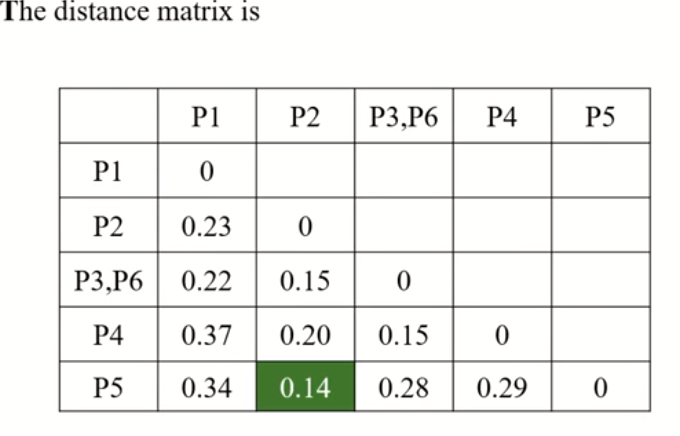 The distance matrix is
P1 P2 P3,P6 P4 P5
P1 0
P2 0.23 0
P3,P6 0.22 0.15 0
P4 0.37 0.20 0.15 0
P5 0.34 0.14 0.28 0.29 0